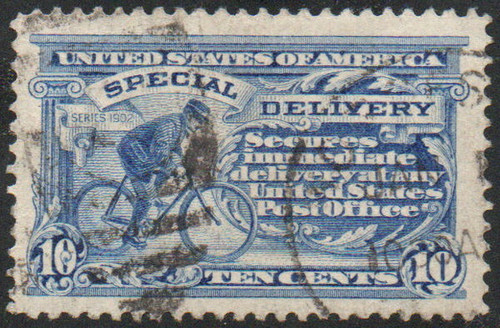 UNITED STATES OF AMERICA
SPECIAL DELIVERY
SERIES 1902
Secures
immediate
delivery at any
United States
Post Office
10 TEN CENTS 10